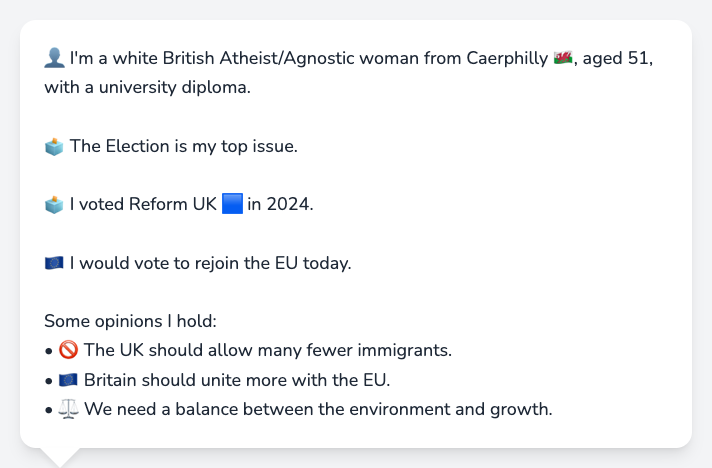 👤 I'm a white British Atheist/Agnostic woman from Caerphilly 🏴󠁧󠁢󠁷󠁬󠁳󠁿, aged 51,
with a university diploma.
🗳️ The Election is my top issue.
🗳️ I voted Reform UK 🟦 in 2024.
🇪🇺 I would vote to rejoin the EU today.
Some opinions I hold:
• 🚫 The UK should allow many fewer immigrants.
• 🇪🇺 Britain should unite more with the EU.
• ⚖️ We need a balance between the environment and growth.